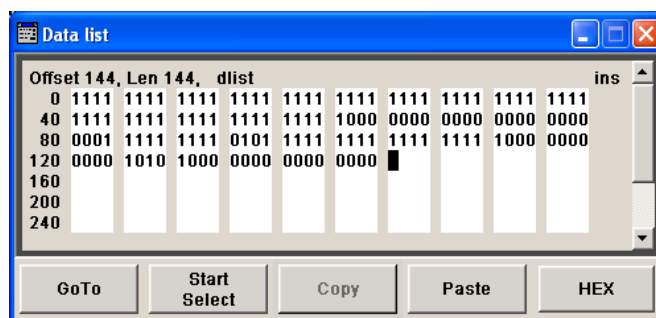 Data list
Offset 144, Len 144, dlist ins
0 1111 1111 1111 1111 1111 1111 1111 1111 1111 1111
40 1111 1111 1111 1111 1111 1000 0000 0000 0000 0000
80 0001 1111 1111 0101 1111 1111 1111 1111 1000 0000
120 0000 1010 1000 0000 0000 0000
160
200
240
GoTo Start Select Copy Paste HEX